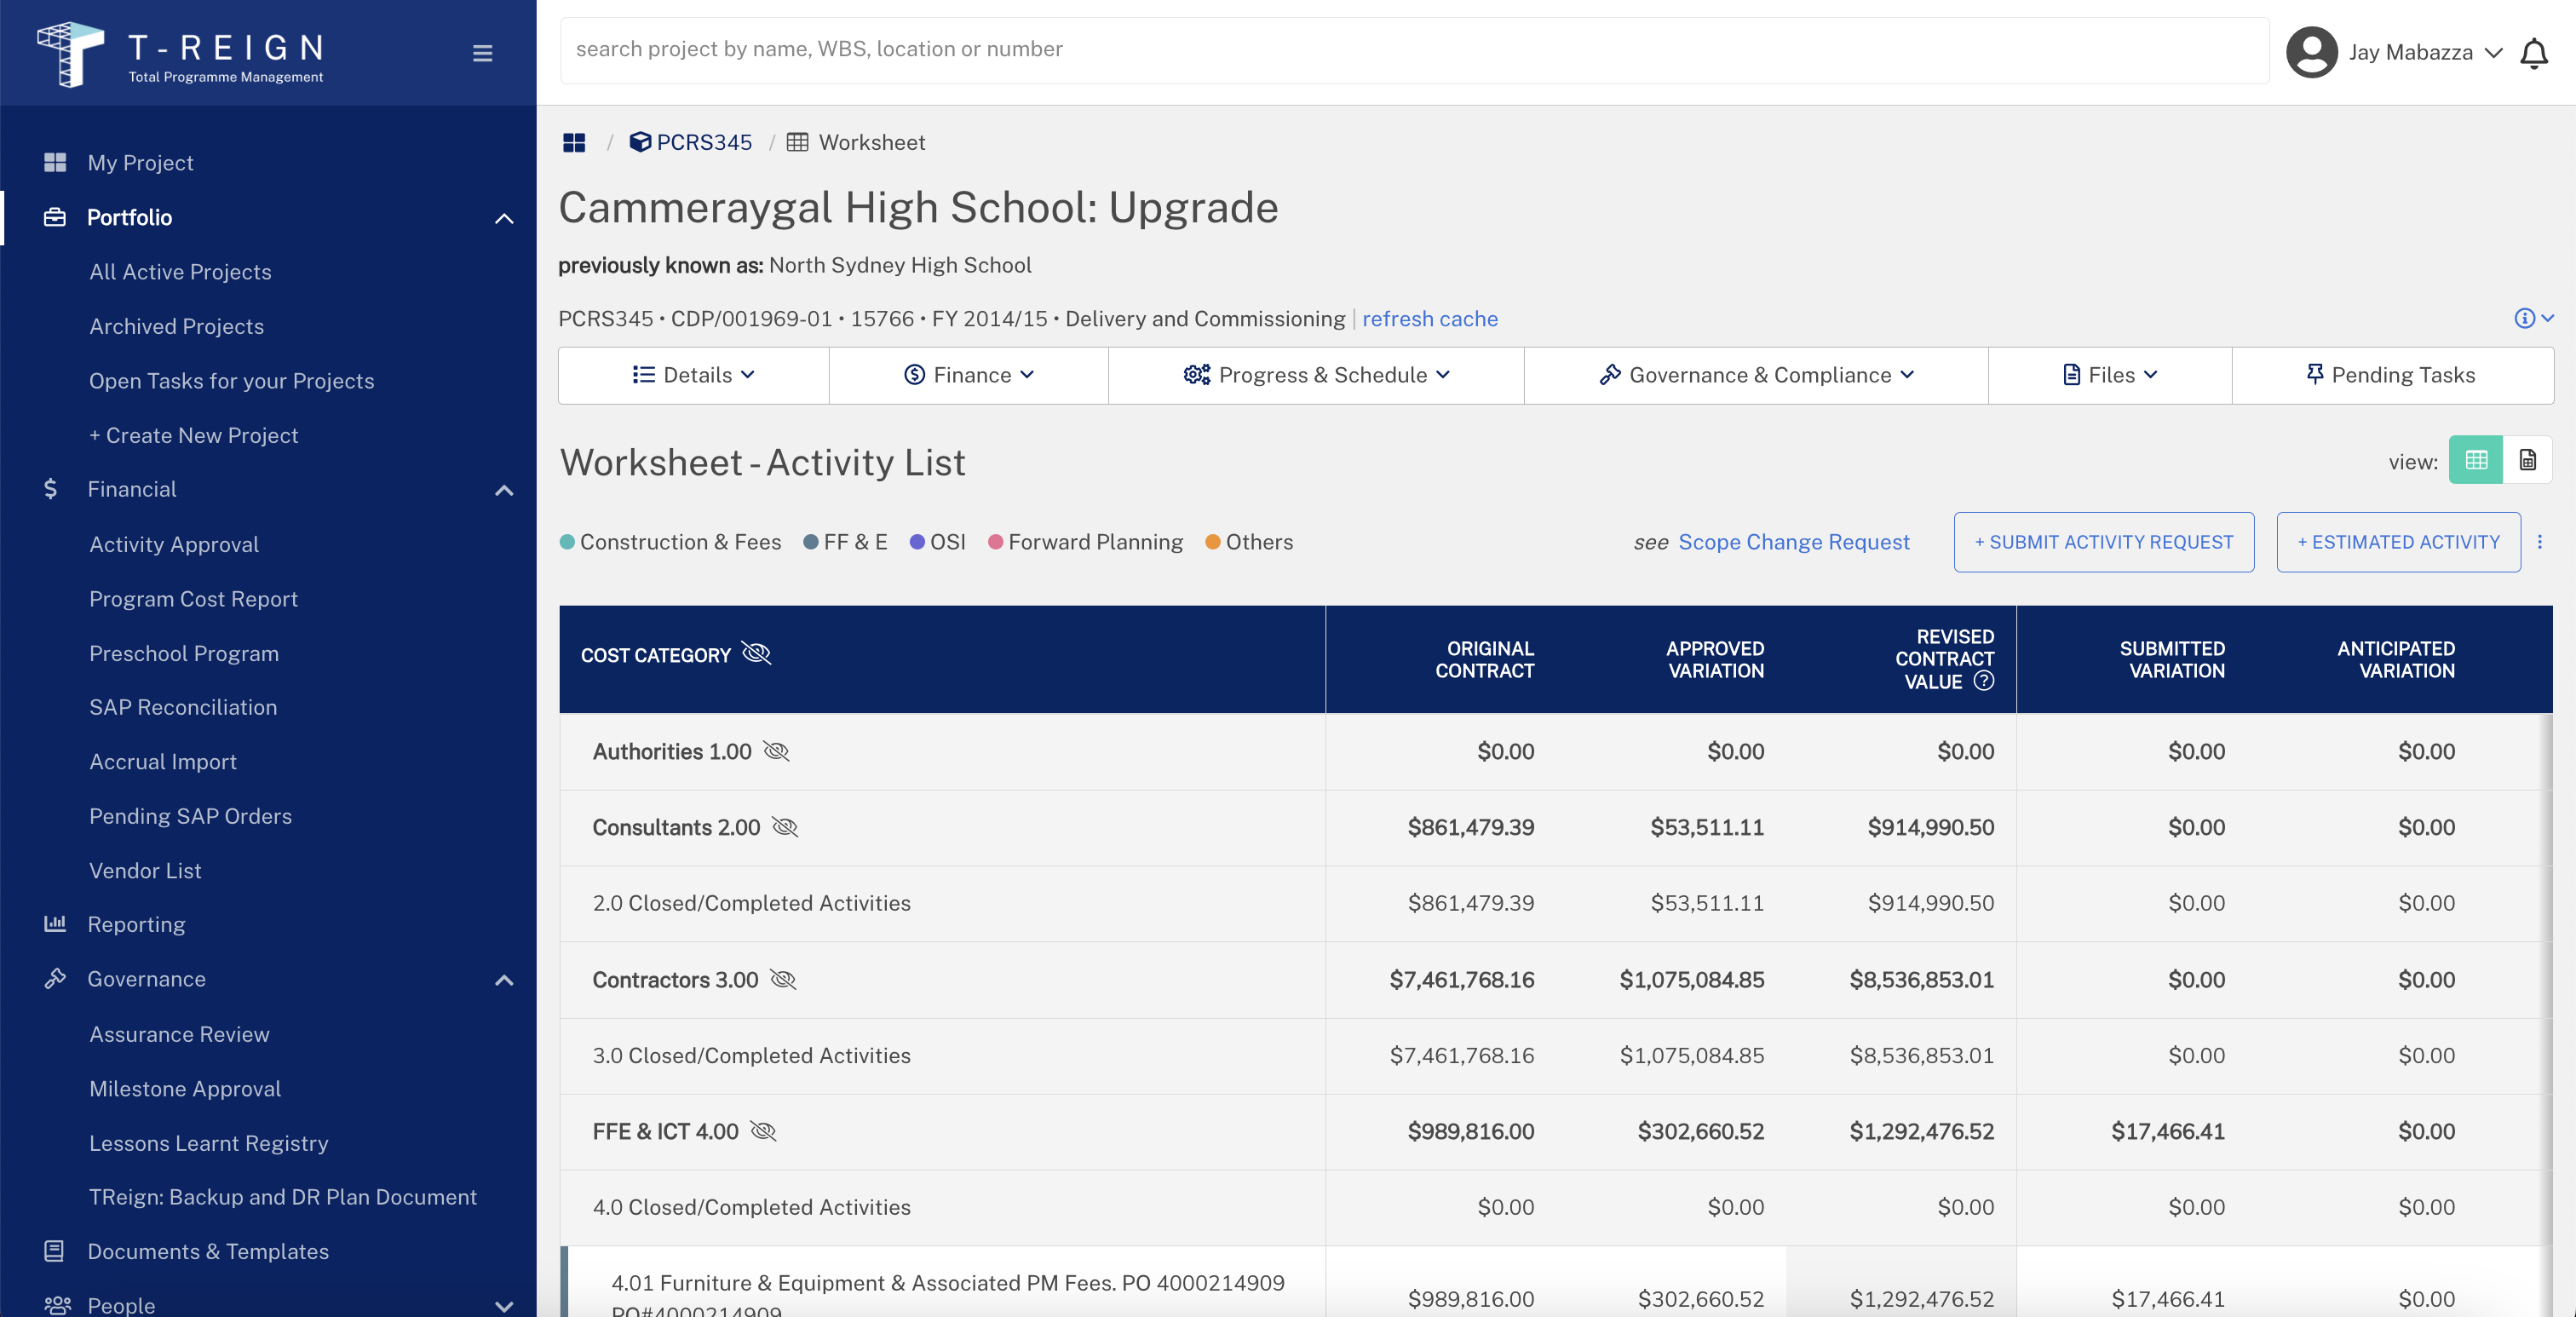 T-REIGN
Total Programme Management
search project by name, WBS, location or number
Jay Mabazza
My Project
Portfolio
All Active Projects
Archived Projects
Open Tasks for your Projects
+ Create New Project
Financial
Activity Approval
Program Cost Report
Preschool Program
SAP Reconciliation
Accrual Import
Pending SAP Orders
Vendor List
Reporting
Governance
Assurance Review
Milestone Approval
Lessons Learnt Registry
TReign: Backup and DR Plan Document
Documents & Templates
People
/ PCRS345 / Worksheet
Cammeraygal High School: Upgrade
previously known as: North Sydney High School
PCRS345 • CDP/001969-01 • 15766 • FY 2014/15 • Delivery and Commissioning | refresh cache
Details Finance Progress & Schedule Governance & Compliance Files Pending Tasks
Worksheet - Activity List
view:
Construction & Fees FF & E OSI Forward Planning Others
see Scope Change Request
+ SUBMIT ACTIVITY REQUEST
+ ESTIMATED ACTIVITY
COST CATEGORY
ORIGINAL CONTRACT
APPROVED VARIATION
REVISED CONTRACT VALUE
SUBMITTED VARIATION
ANTICIPATED VARIATION
Authorities 1.00 $0.00 $0.00 $0.00 $0.00 $0.00
Consultants 2.00 $861,479.39 $53,511.11 $914,990.50 $0.00 $0.00
2.0 Closed/Completed Activities $861,479.39 $53,511.11 $914,990.50 $0.00 $0.00
Contractors 3.00 $7,461,768.16 $1,075,084.85 $8,536,853.01 $0.00 $0.00
3.0 Closed/Completed Activities $7,461,768.16 $1,075,084.85 $8,536,853.01 $0.00 $0.00
FFE & ICT 4.00 $989,816.00 $302,660.52 $1,292,476.52 $17,466.41 $0.00
4.0 Closed/Completed Activities $0.00 $0.00 $0.00 $0.00 $0.00
4.01 Furniture & Equipment & Associated PM Fees. PO 4000214909
PO#4000214909
$989,816.00 $302,660.52 $1,292,476.52 $17,466.41 $0.00